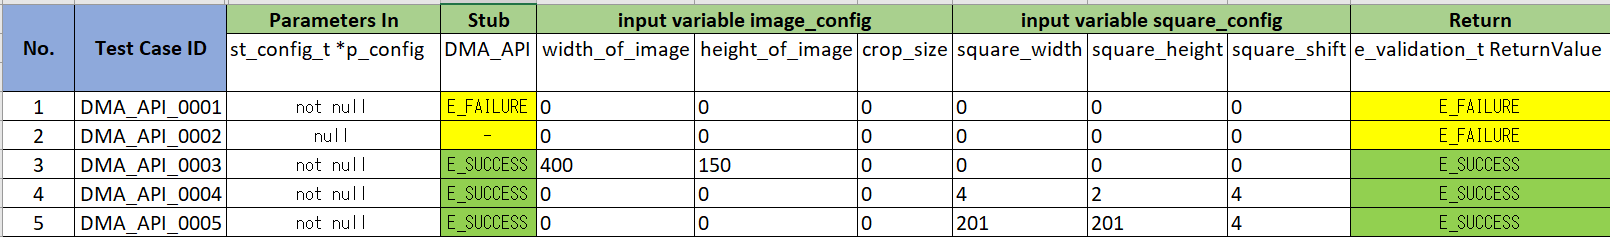 Parameters In Stub input variable image_config input variable square_config Return
No. Test Case ID st_config_t *p_config DMA_API width_of_image height_of_image crop_size square_width square_height square_shift e_validation_t ReturnValue
1 DMA_API_0001 not null E_FAILURE 0 0 0 0 0 0 E_FAILURE
2 DMA_API_0002 null - 0 0 0 0 0 0 E_FAILURE
3 DMA_API_0003 not null E_SUCCESS 400 150 0 0 0 0 E_SUCCESS
4 DMA_API_0004 not null E_SUCCESS 0 0 0 4 2 4 E_SUCCESS
5 DMA_API_0005 not null E_SUCCESS 0 0 0 201 201 4 E_SUCCESS